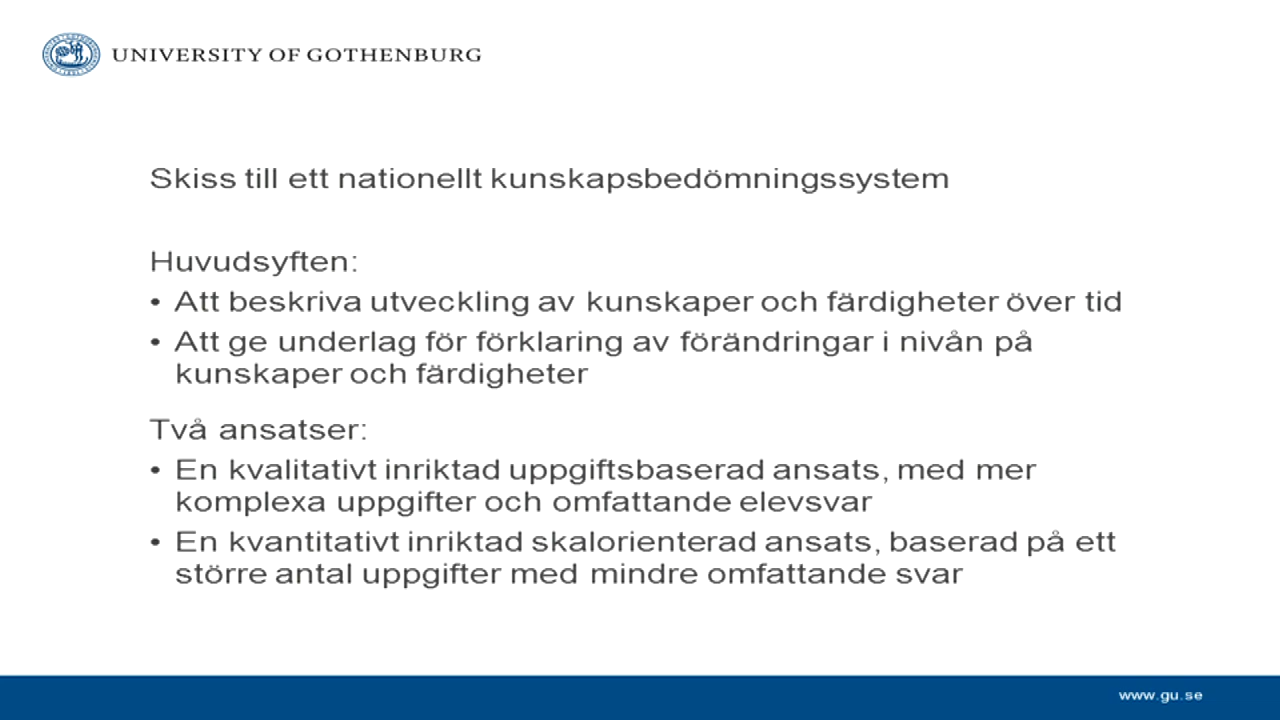 UNIVERSITY OF GOTHENBURG
Skiss till ett nationellt kunskapsbedömningssystem
Huvudsyften:
• Att beskriva utveckling av kunskaper och färdigheter över tid
• Att ge underlag för förklaring av förändringar i nivån på
kunskaper och färdigheter
Två ansatser:
• En kvalitativt inriktad uppgiftsbaserad ansats, med mer
komplexa uppgifter och omfattande elevsvar
• En kvantitativt inriktad skalorienterad ansats, baserad på ett
större antal uppgifter med mindre omfattande svar
www.gu.se